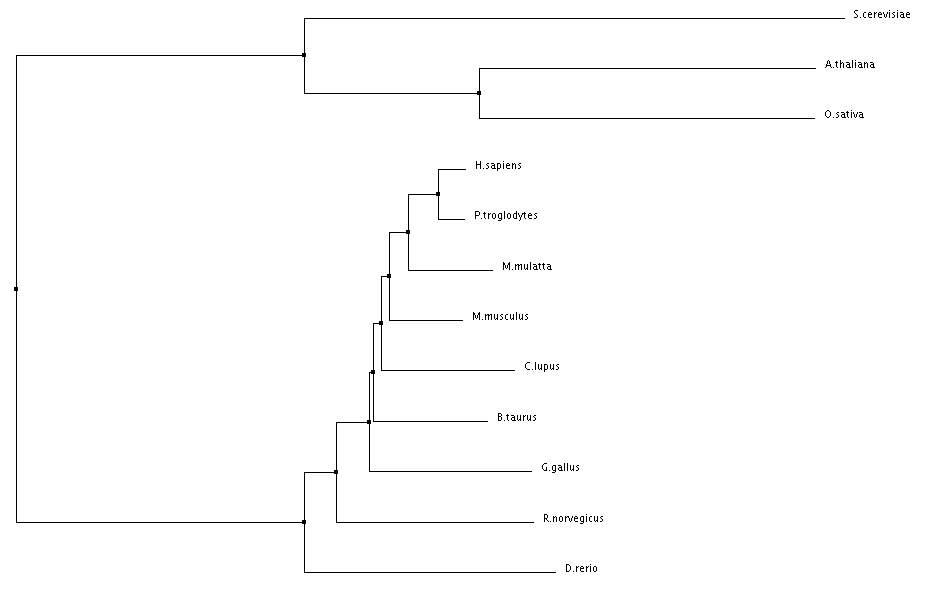 S.cerevisiae
A.thaliana
O.sativa
H.sapiens
P.troglodytes
M.mulatta
M.musculus
C.lupus
B.taurus
G.gallus
R.norvegicus
D.rerio